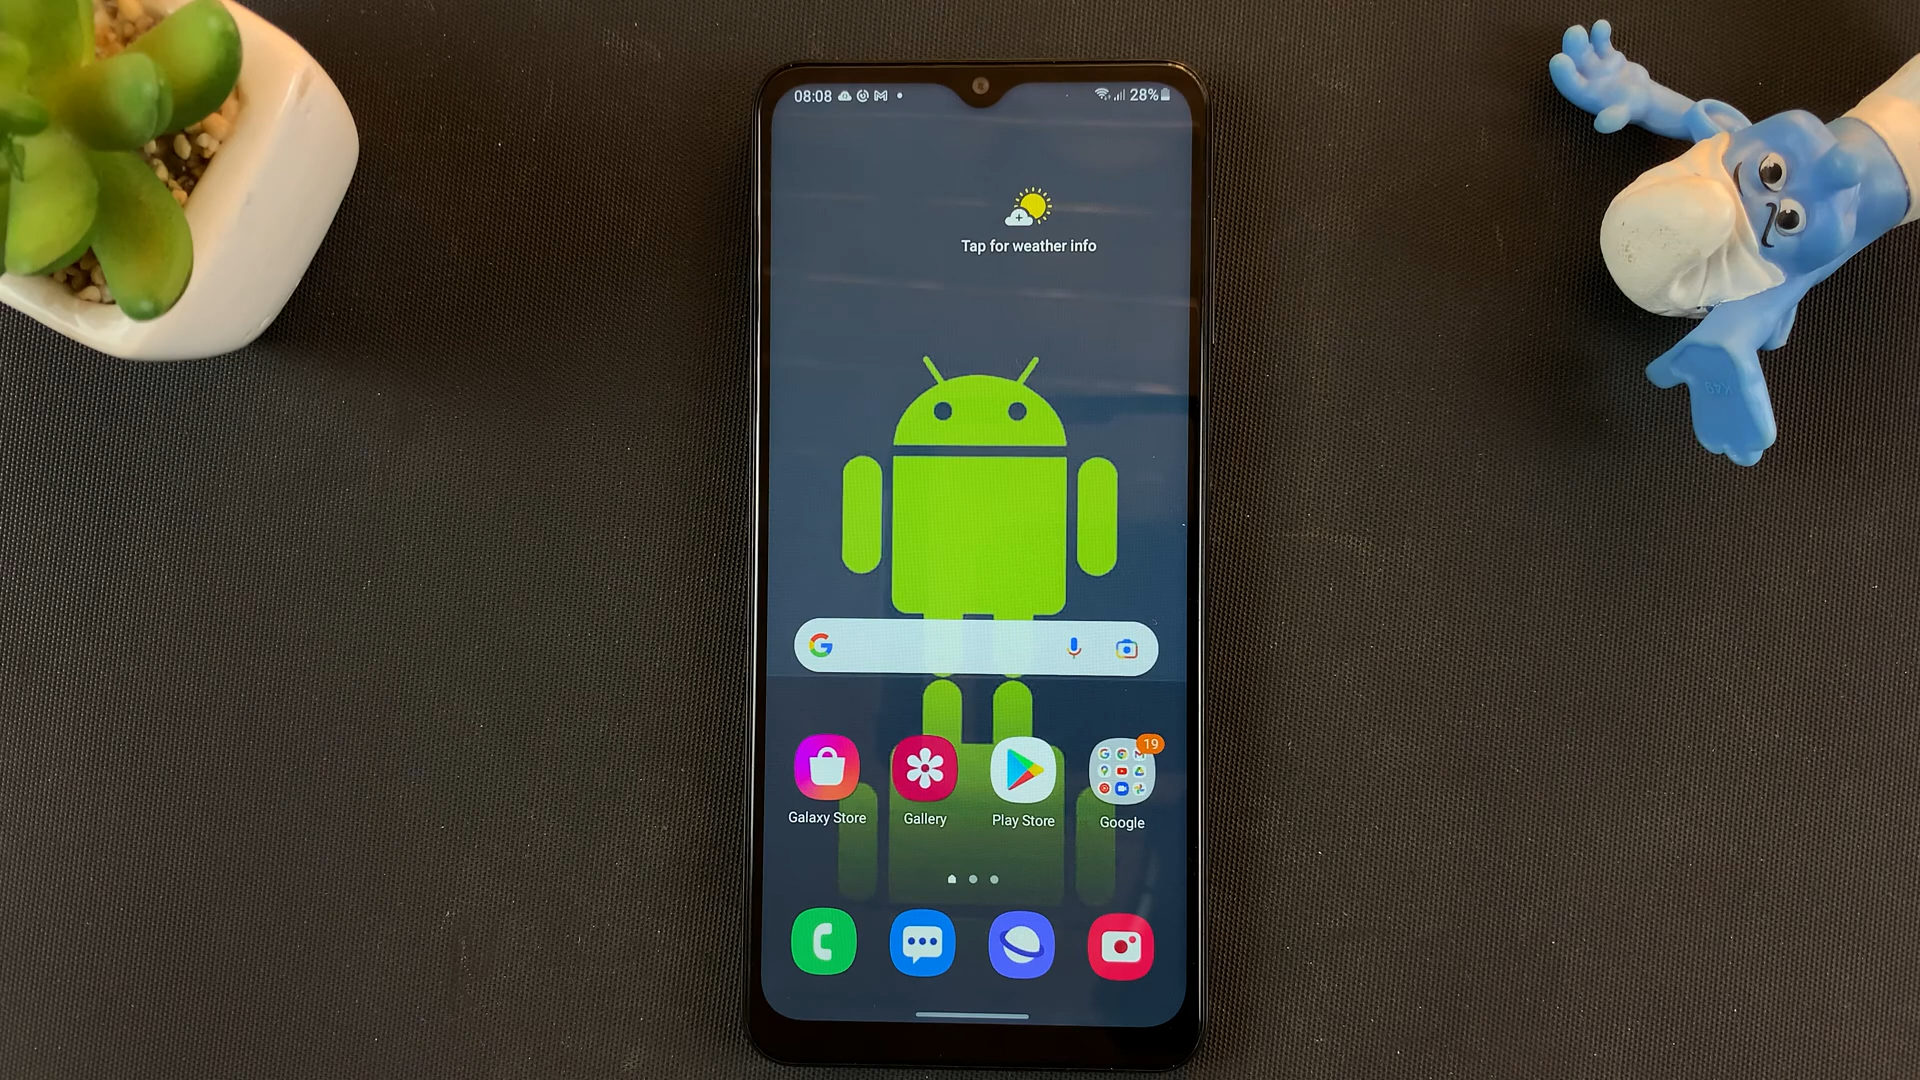 08:08
28%
Tap for weather info
19
Galaxy Store
Gallery
Play Store
Google